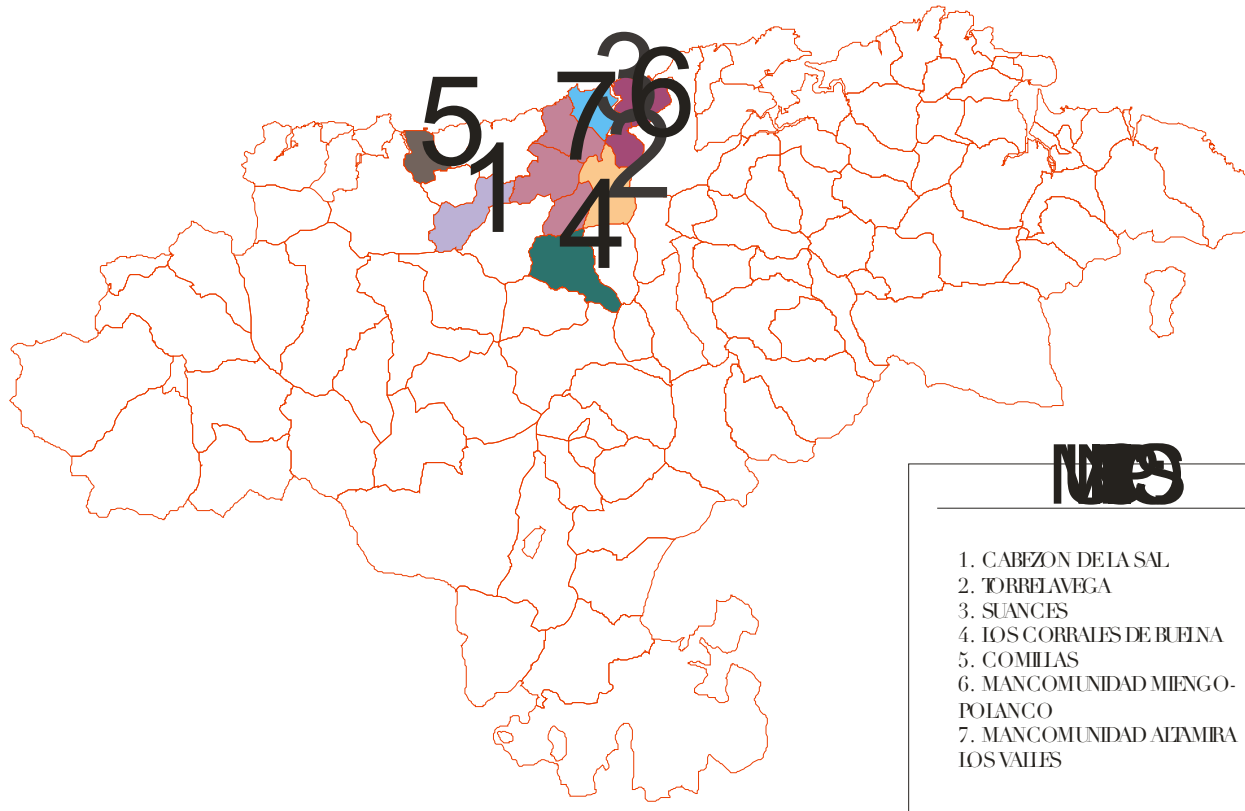 3
6
7
5
2
1
4
1. CABEZON DE LA SAL
2. TORRELAVEGA
3. SUANCES
4. LOS CORRALES DE BUELNA
5. COMILLAS
6. MANCOMUNIDAD MIENGO-
POLANCO
7. MANCOMUNIDAD ALTAMIRA
LOS VALLES